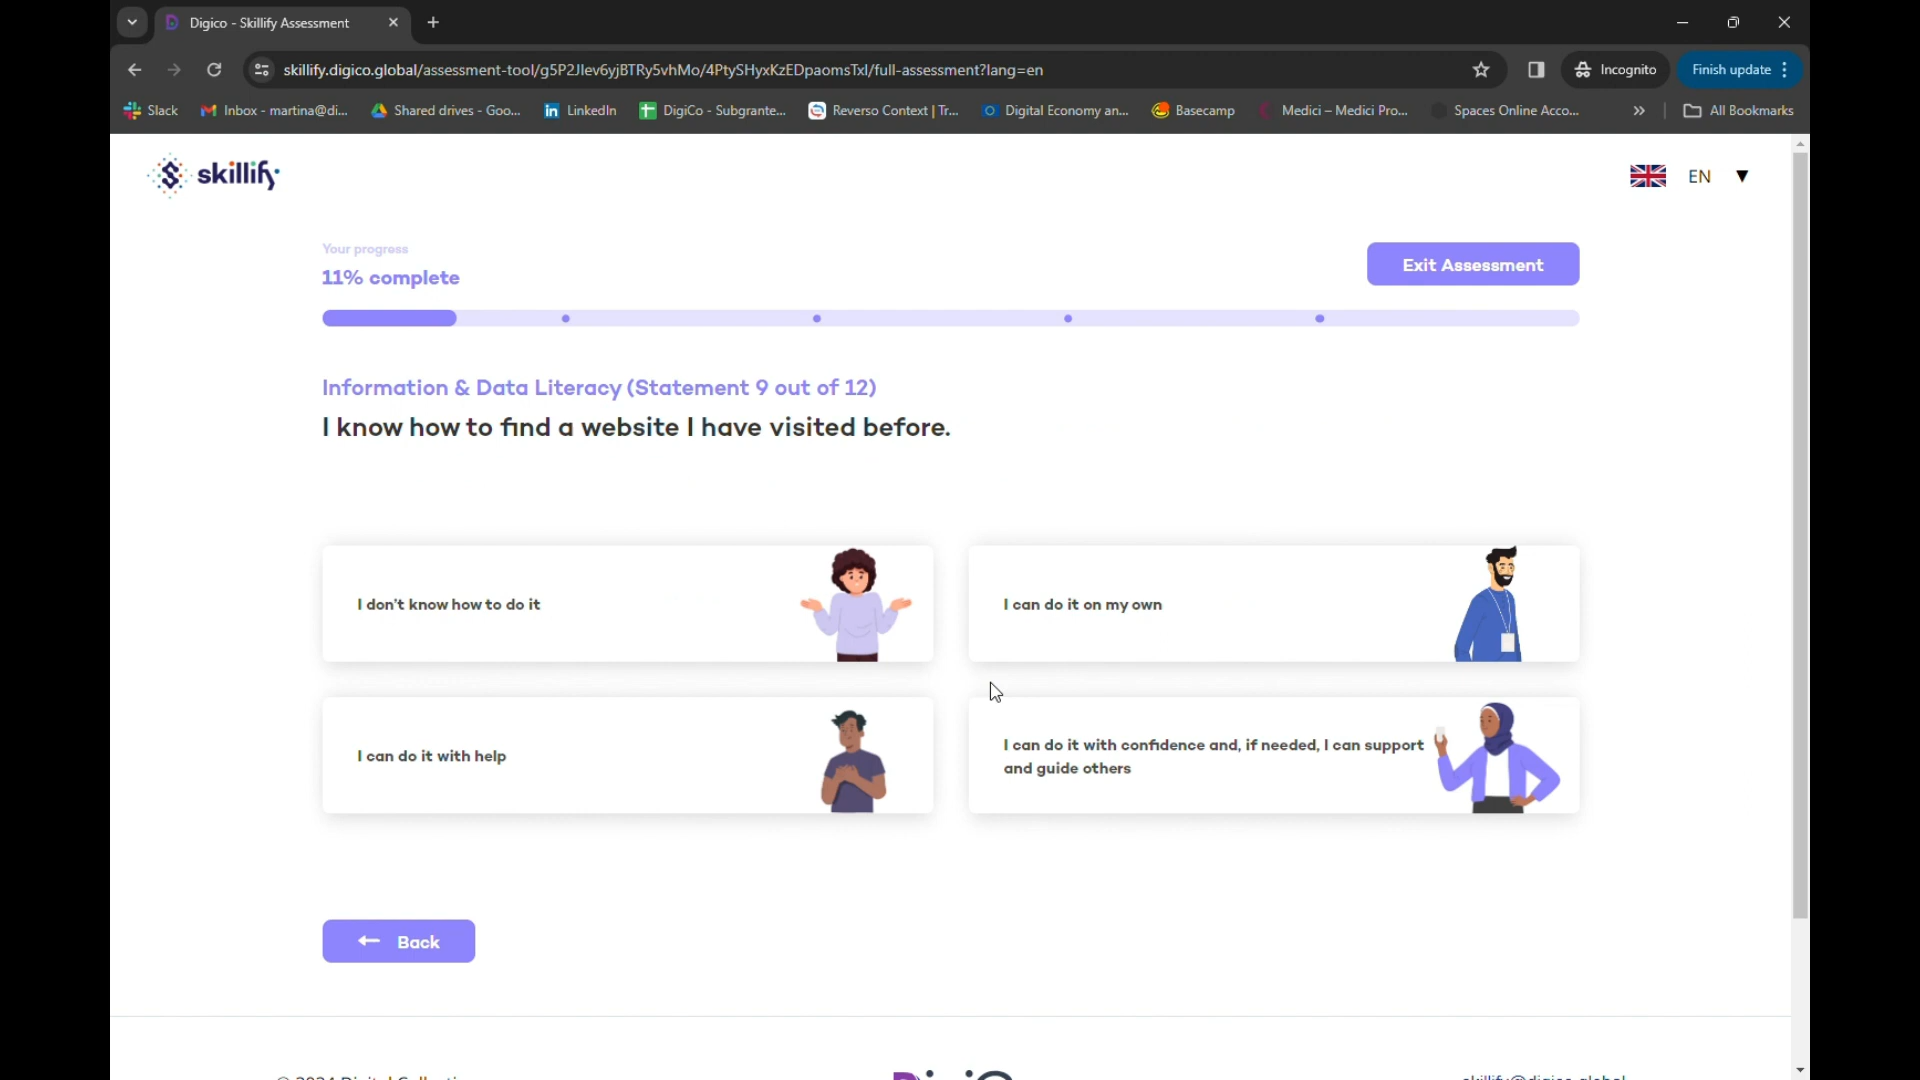 Digico - Skillify Assessment
skillify.digico.global/assessment-tool/g5P2Jlev6yjBTRy5vhMo/4PtySHyxKzEDpaomsTxI/full-assessment?lang=en
Incognito
Finish update
Slack
Inbox - martina@di...
Shared drives - Goo...
LinkedIn
DigiCo - Subgrante...
Reverso Context | Tr...
Digital Economy an...
Basecamp
Medici – Medici Pro...
Spaces Online Acco...
All Bookmarks
skillify
EN
Your progress
11% complete
Exit Assessment
Information & Data Literacy (Statement 9 out of 12)
I know how to find a website I have visited before.
I don't know how to do it
I can do it on my own
I can do it with help
I can do it with confidence and, if needed, I can support
and guide others
Back